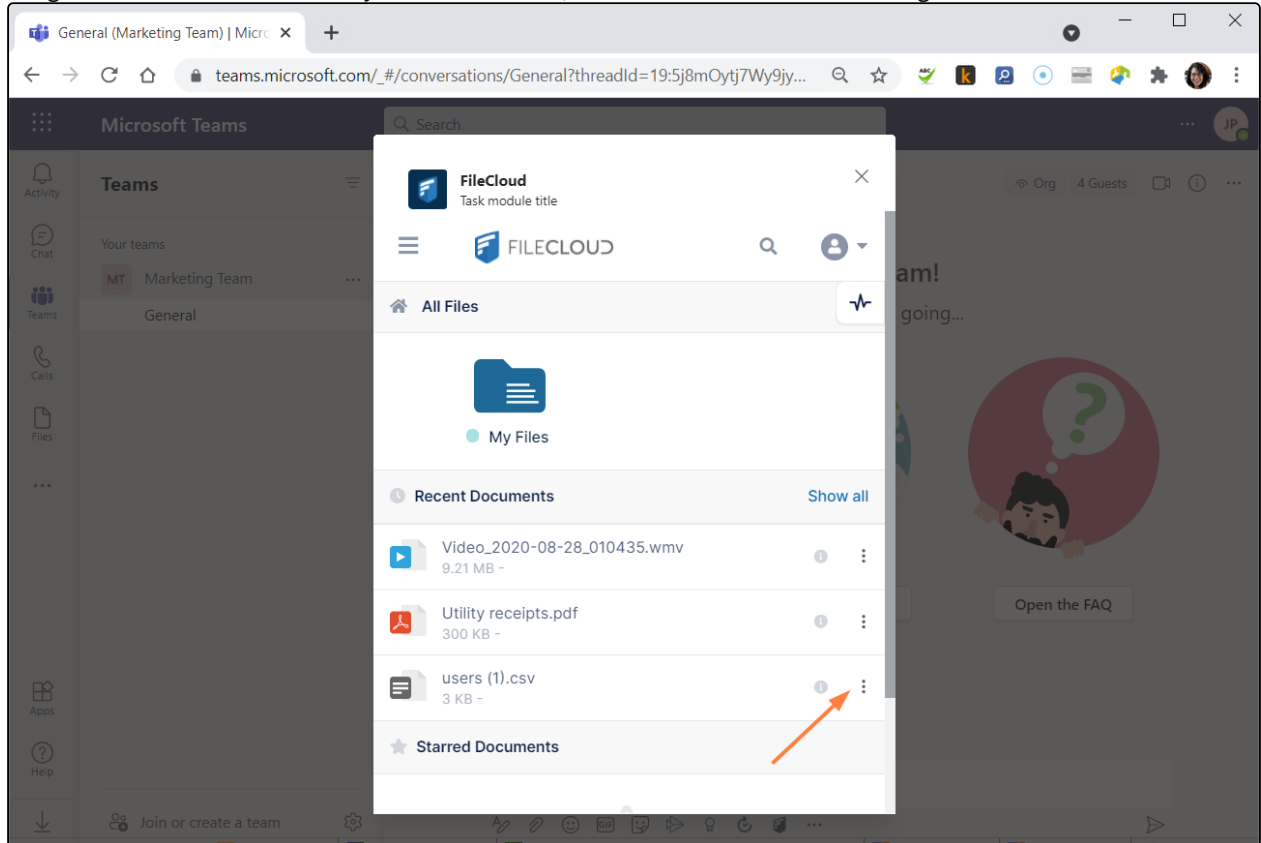 General (Marketing Team) | Micro
teams.microsoft.com/_#/conversations/General?threadId=19:5j8mOytj7Wy9jy...
Microsoft Teams
Search
JP
Activity
Chat
Teams
Calls
Files
Apps
Help
Teams
Your teams
MT Marketing Team
General
Join or create a team
FileCloud
Task module title
FILECLOUD
All Files
My Files
Recent Documents Show all
Video_2020-08-28_010435.wmv
9.21 MB -
Utility receipts.pdf
300 KB -
users (1).csv
3 KB -
Starred Documents
Org 4 Guests
am!
going...
Open the FAQ
GIF